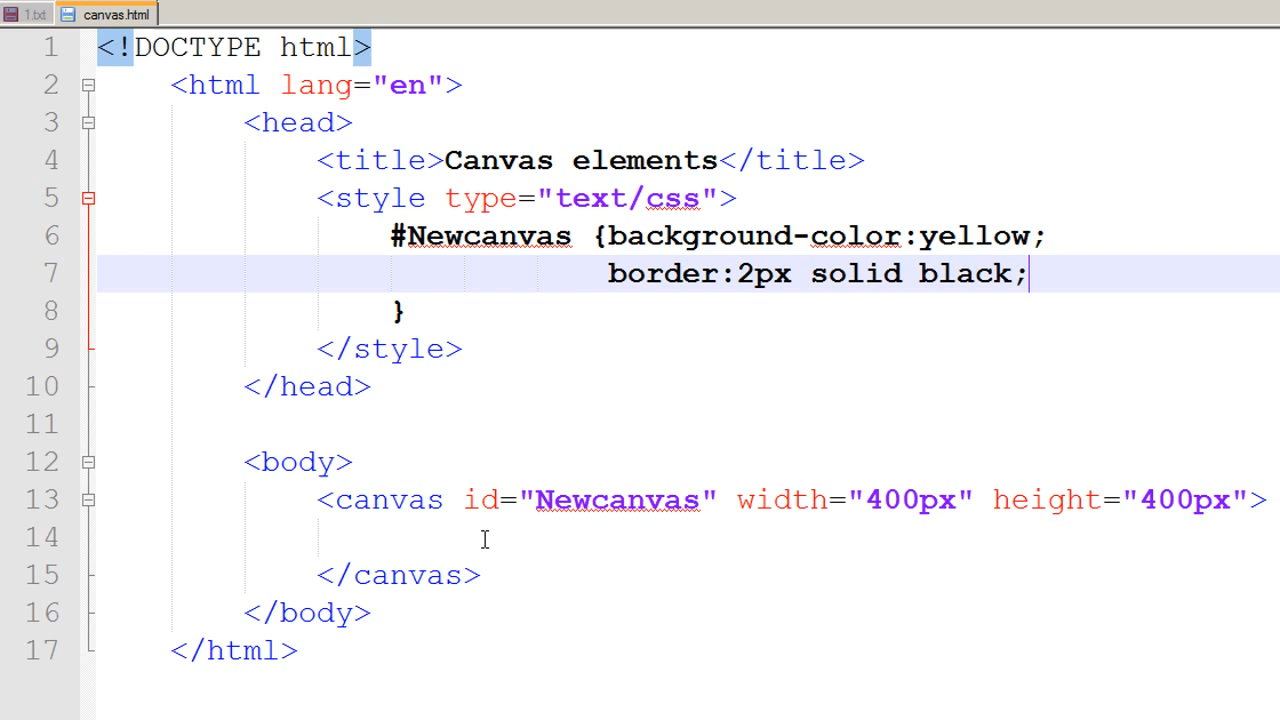 1.txt canvas.html
1 <!DOCTYPE html>
2 <html lang="en">
3 <head>
4 <title>Canvas elements</title>
5 <style type="text/css">
6 #Newcanvas {background-color:yellow;
7 border:2px solid black;
8 }
9 </style>
10 </head>
11
12 <body>
13 <canvas id="Newcanvas" width="400px" height="400px">
14
15 </canvas>
16 </body>
17 </html>